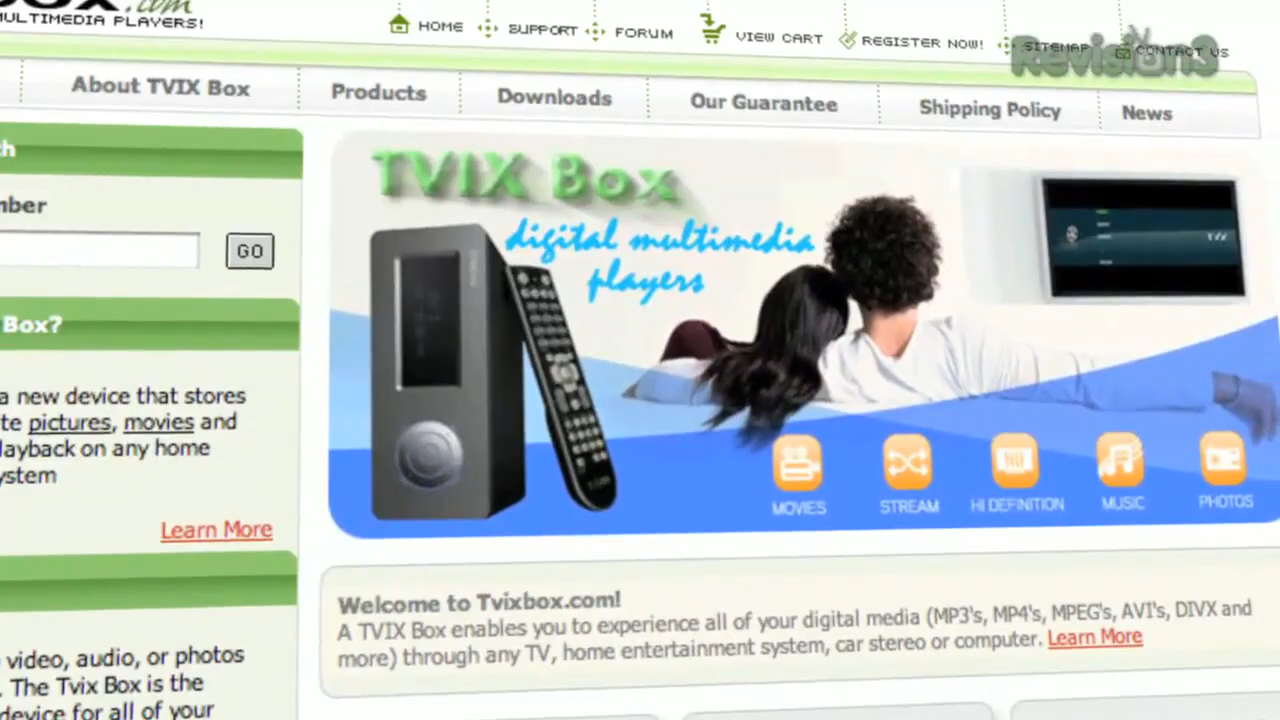 .com
MULTIMEDIA PLAYERS!
HOME
SUPPORT
FORUM
VIEW CART
REGISTER NOW!
SITEMAP
CONTACT US
Revision3
About TVIX Box
Products
Downloads
Our Guarantee
Shipping Policy
News
GO
Box?
a new device that stores
pictures, movies and
on any home
Learn More
video, audio, or photos
The Tvix Box is the
device for all of your
TVIX Box
digital multimedia
players
MOVIES
STREAM
HI DEFINITION
MUSIC
PHOTOS
Welcome to Tvixbox.com!
A TVIX Box enables you to experience all of your digital media (MP3's, MP4's, MPEG's, AVI's, DIVX and
more) through any TV, home entertainment system, car stereo or computer. Learn More